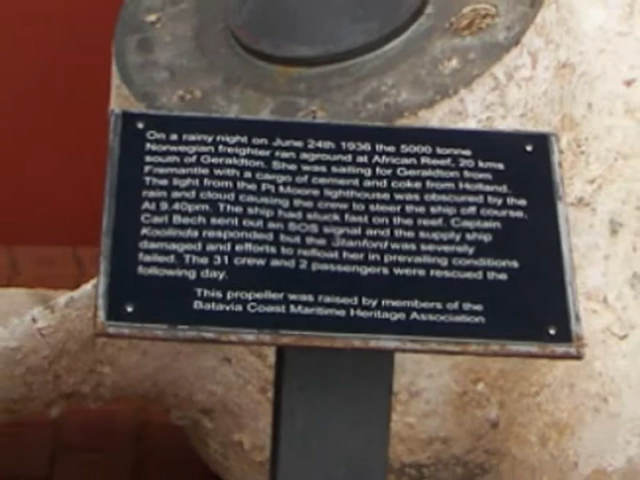 On a rainy night on June 24th 1936 the 5000 tonne
Norwegian freighter ran aground at African Reef, 20 kms
south of Geraldton. She was sailing for Geraldton from
Fremantle with a cargo of cement and coke from Holland.
The light from the Pt Moore lighthouse was obscured by the
rain and cloud causing the crew to steer the ship off course.
At 9.40pm. The ship had stuck fast on the reef. Captain
Carl Bech sent out an SOS signal and the supply ship
Koolinda responded but the Stanford was severely
damaged and efforts to refloat her in prevailing conditions
failed. The 31 crew and 2 passengers were rescued the
following day.
This propeller was raised by members of the
Batavia Coast Maritime Heritage Association